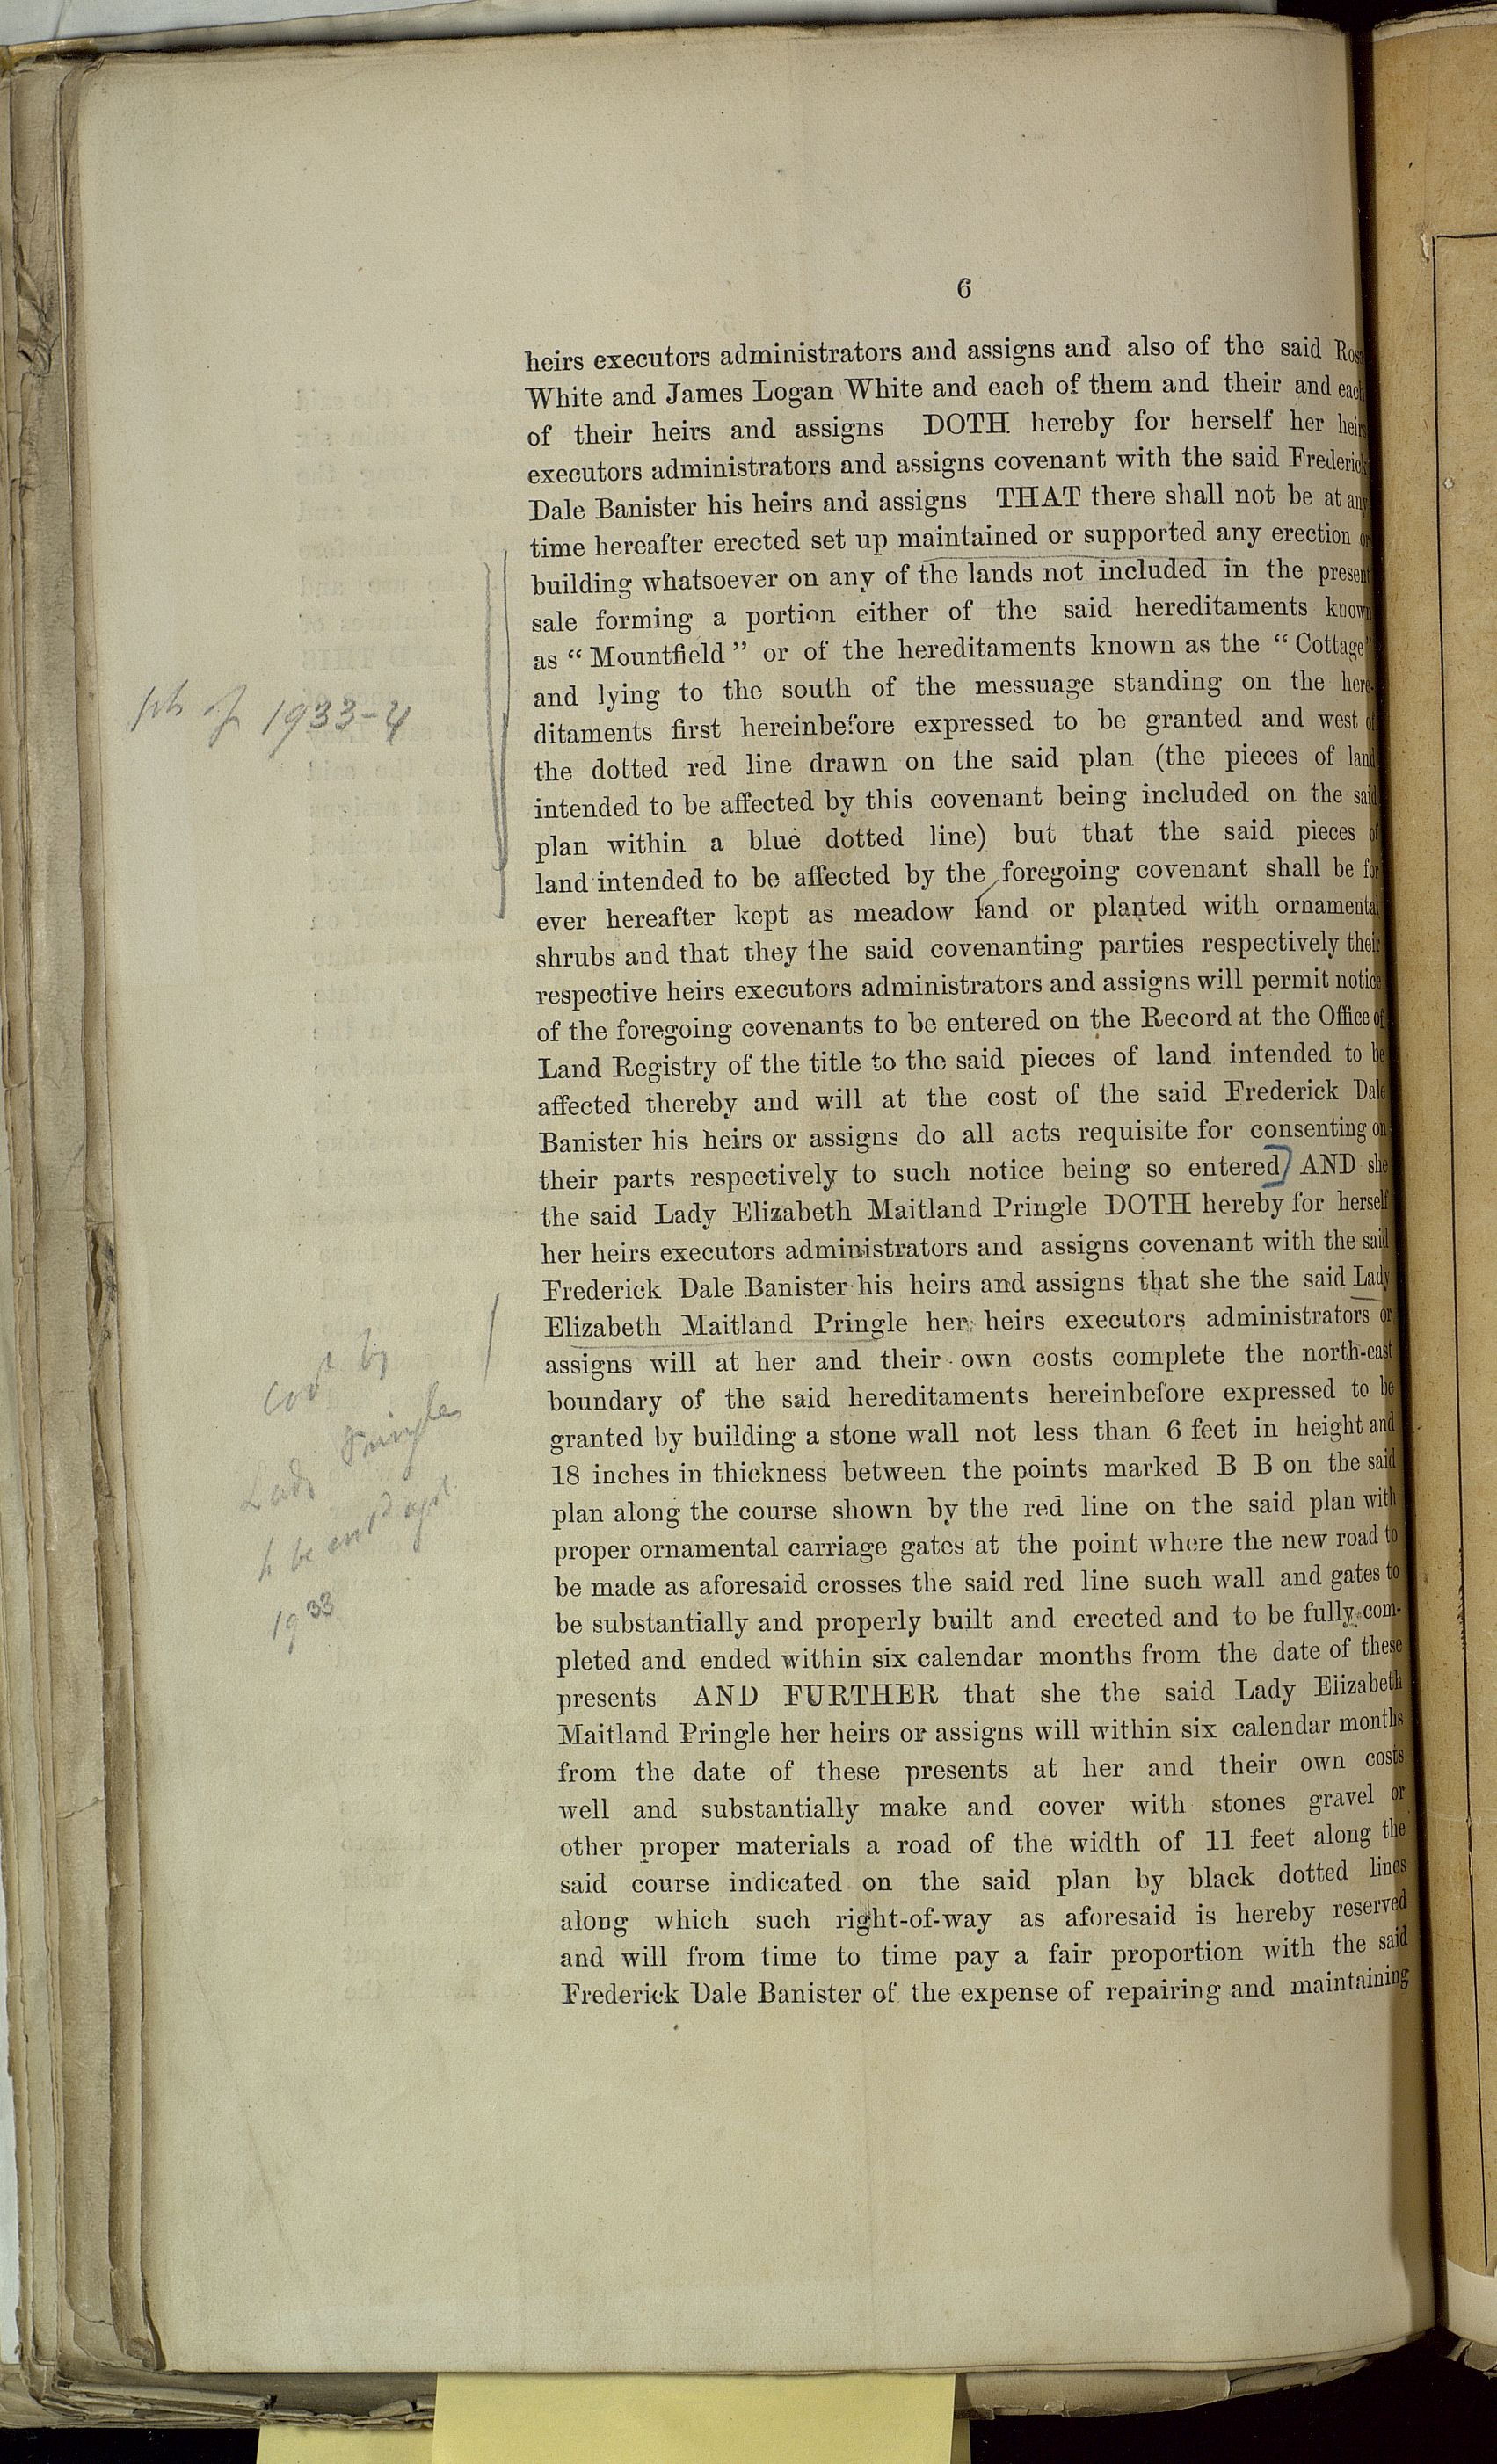 6
heirs executors administrators and assigns and also of the said Rosa
White and James Logan White and each of them and their and each
of their heirs and assigns DOTH hereby for herself her heirs
executors administrators and assigns covenant with the said Frederick
Dale Banister his heirs and assigns THAT there shall not be at any
time hereafter erected set up maintained or supported any erection or
building whatsoever on any of the lands not included in the present
sale forming a portion either of the said hereditaments known
as “ Mountfield ” or of the hereditaments known as the “ Cottage”
and lying to the south of the messuage standing on the here-
ditaments first hereinbefore expressed to be granted and west of
the dotted red line drawn on the said plan (the pieces of land
intended to be affected by this covenant being included on the said
plan within a blue dotted line) but that the said pieces of
land intended to be affected by the foregoing covenant shall be for
ever hereafter kept as meadow land or planted with ornamental
shrubs and that they the said covenanting parties respectively their
respective heirs executors administrators and assigns will permit notice
of the foregoing covenants to be entered on the Record at the Office of
Land Registry of the title to the said pieces of land intended to be
affected thereby and will at the cost of the said Frederick Dale
Banister his heirs or assigns do all acts requisite for consenting on
their parts respectively to such notice being so entered AND she
the said Lady Elizabeth Maitland Pringle DOTH hereby for herself
her heirs executors administrators and assigns covenant with the said
Frederick Dale Banister his heirs and assigns that she the said Lady
Elizabeth Maitland Pringle her heirs executors administrators or
assigns will at her and their own costs complete the north-east
boundary of the said hereditaments hereinbefore expressed to be
granted by building a stone wall not less than 6 feet in height and
18 inches in thickness between the points marked B B on the said
plan along the course shown by the red line on the said plan with
proper ornamental carriage gates at the point where the new road to
be made as aforesaid crosses the said red line such wall and gates to
be substantially and properly built and erected and to be fully com-
pleted and ended within six calendar months from the date of these
presents AND FURTHER that she the said Lady Elizabeth
Maitland Pringle her heirs or assigns will within six calendar months
from the date of these presents at her and their own costs
well and substantially make and cover with stones gravel or
other proper materials a road of the width of 11 feet along the
said course indicated on the said plan by black dotted lines
along which such right-of-way as aforesaid is hereby reserved
and will from time to time pay a fair proportion with the said
Frederick Dale Banister of the expense of repairing and maintaining
1933-4
by
Lady Pringle
1933